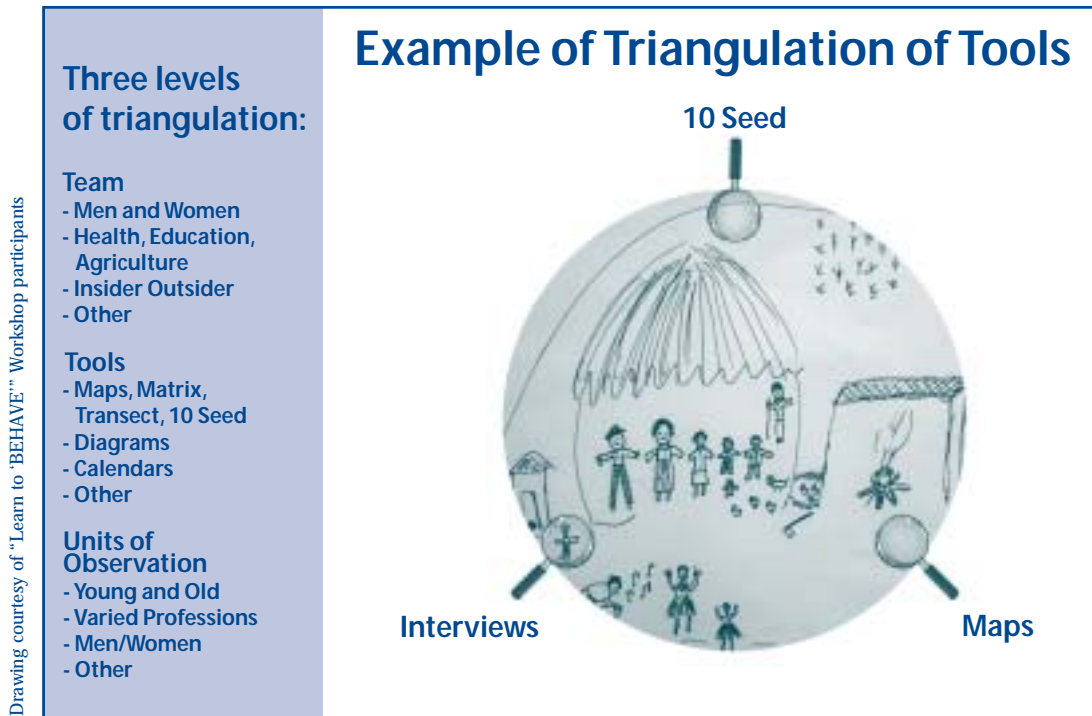 Example of Triangulation of Tools
Three levels
of triangulation:
Team
- Men and Women
- Health, Education,
Agriculture
- Insider Outsider
- Other
Tools
- Maps, Matrix,
Transect, 10 Seed
- Diagrams
- Calendars
- Other
Units of
Observation
- Young and Old
- Varied Professions
- Men/Women
- Other
10 Seed
Interviews
Maps
Drawing courtesy of “Learn to ‘BEHAVE’” Workshop participants